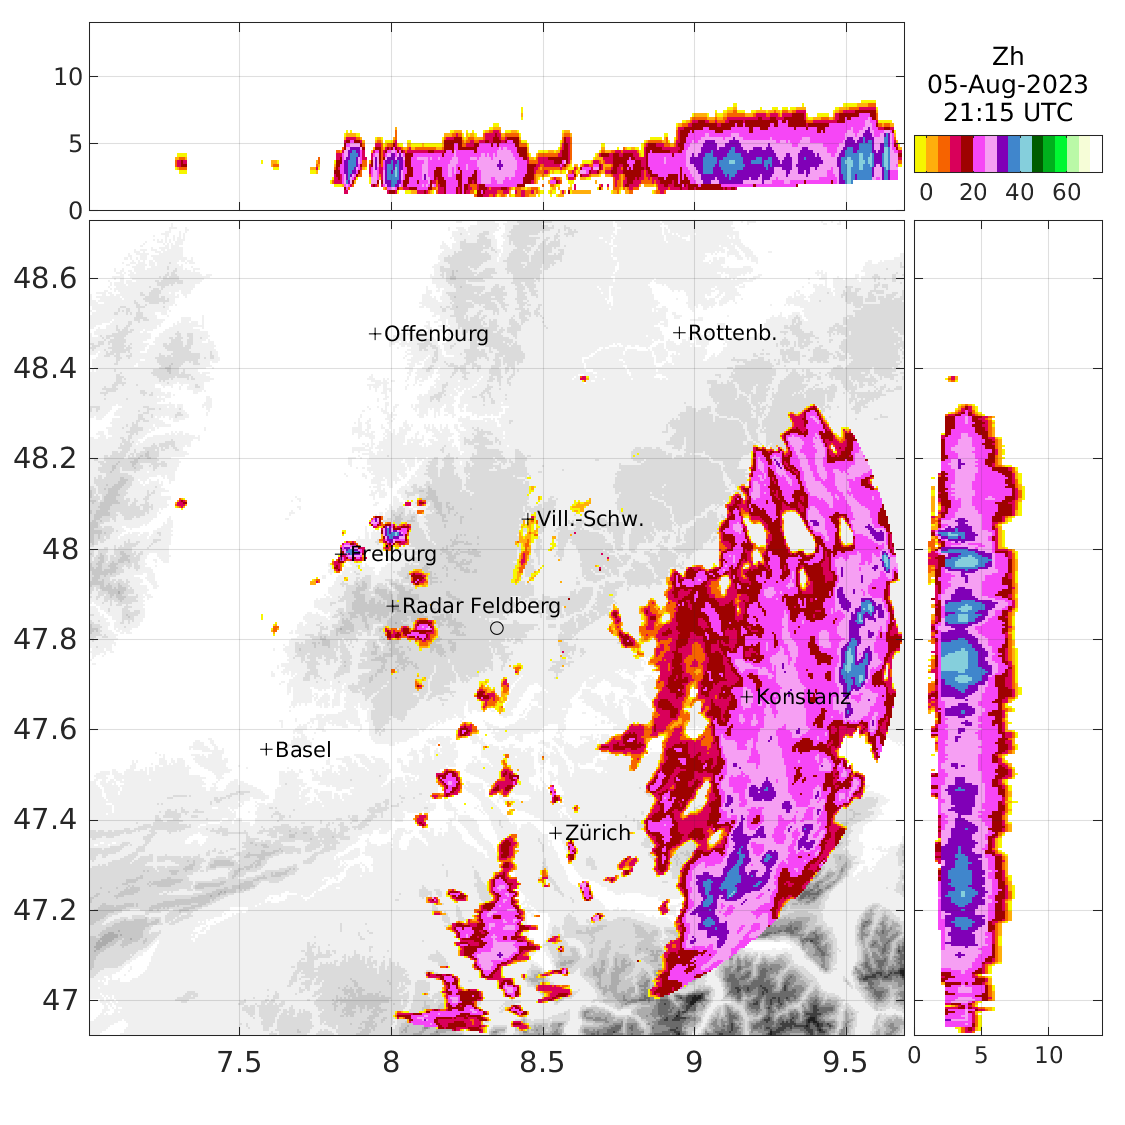 10
5
0
Zh
05-Aug-2023
21:15 UTC
0 20 40 60
48.6
48.4
48.2
48
47.8
47.6
47.4
47.2
47
+Offenburg
+Rottenb.
+Vill.-Schw.
+Freiburg
+Radar Feldberg
+Konstanz
+Basel
+Zürich
7.5 8 8.5 9 9.5
0 5 10